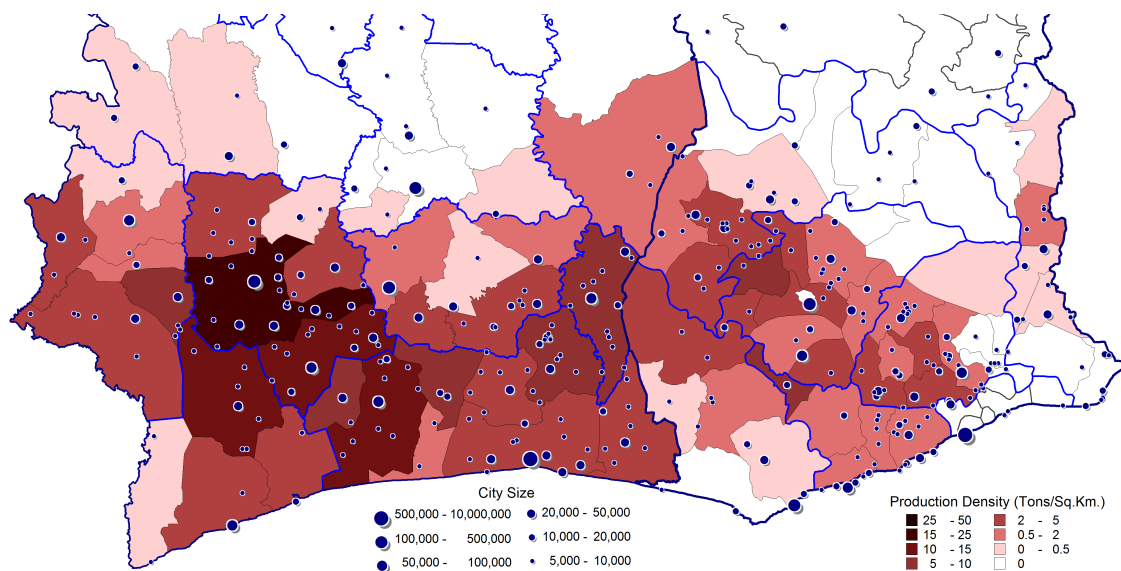 City Size
500,000 - 10,000,000
100,000 - 500,000
50,000 - 100,000
20,000 - 50,000
10,000 - 20,000
5,000 - 10,000
Production Density (Tons/Sq.Km.)
25 - 50
15 - 25
10 - 15
5 - 10
2 - 5
0.5 - 2
0 - 0.5
0